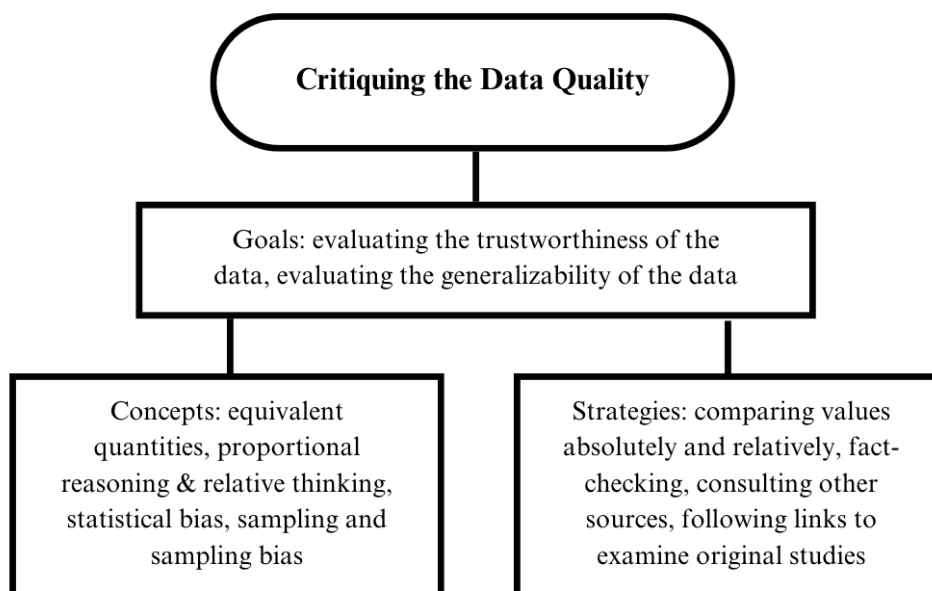 Critiquing the Data Quality
Goals: evaluating the trustworthiness of the
data, evaluating the generalizability of the data
Concepts: equivalent
quantities, proportional
reasoning & relative thinking,
statistical bias, sampling and
sampling bias
Strategies: comparing values
absolutely and relatively, fact-
checking, consulting other
sources, following links to
examine original studies